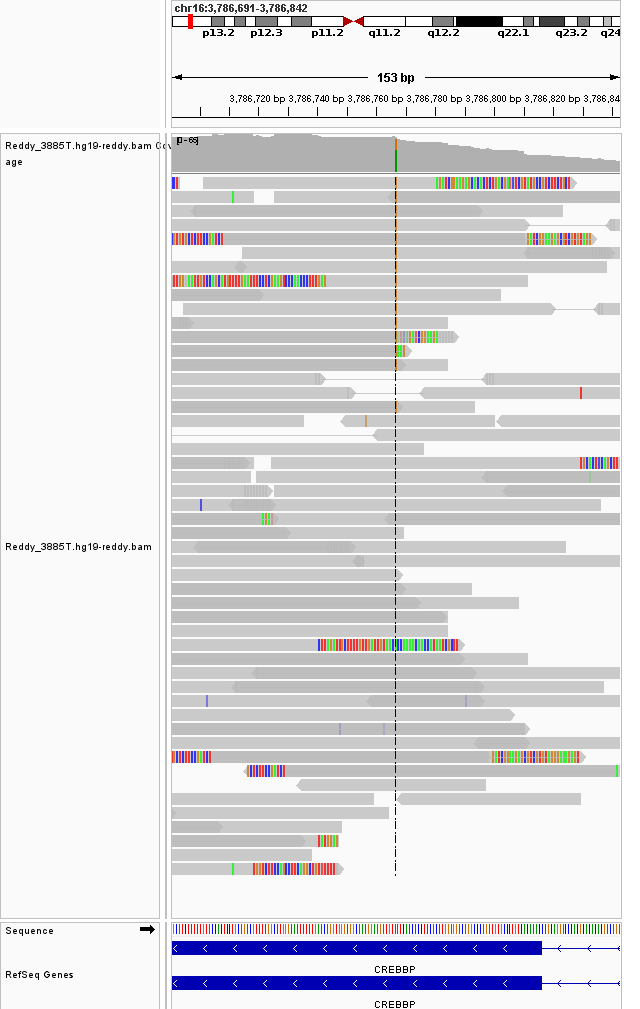 chr16:3,786,691-3,786,842
p13.2 p12.3 p11.2 q11.2 q12.2 q22.1 q23.2 q24
153 bp
3,786,720 bp 3,786,740 bp 3,786,760 bp 3,786,780 bp 3,786,800 bp 3,786,820 bp 3,786,84
Reddy_3885T.hg19-reddy.bam Cov
age
Reddy_3885T.hg19-reddy.bam
Sequence
RefSeq Genes
CREBBP
CREBBP